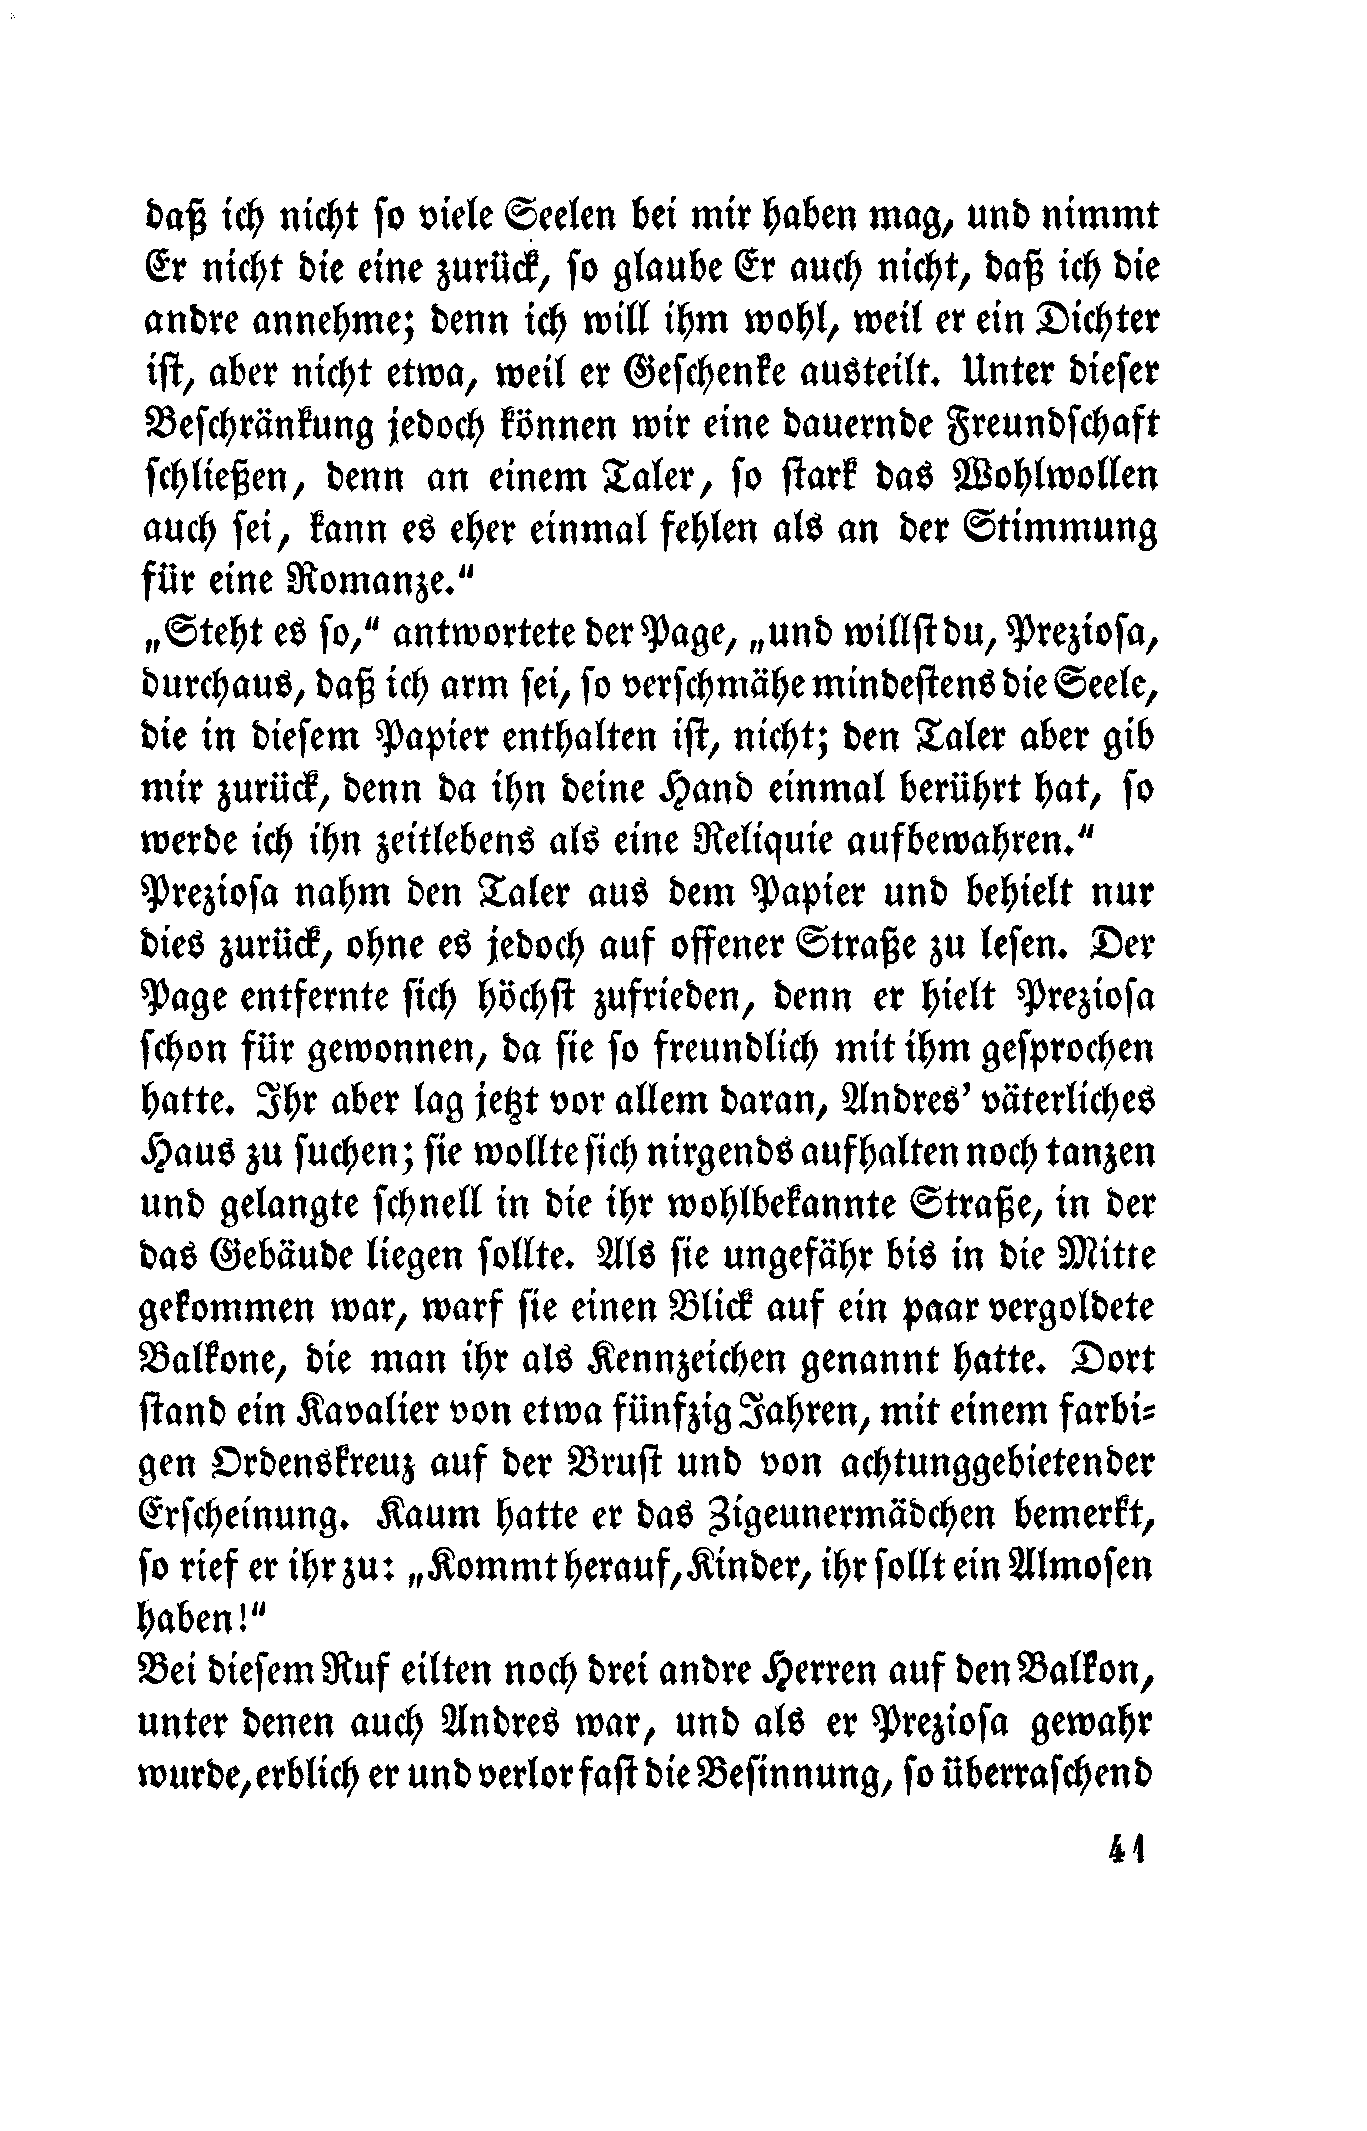 daß ich nicht so viele Seelen bei mir haben mag, und nimmt
Er nicht die eine zurück, so glaube Er auch nicht, daß ich die
andre annehme; denn ich will ihm wohl, weil er ein Dichter
ist, aber nicht etwa, weil er Geschenke austeilt. Unter dieser
Beschränkung jedoch können wir eine dauernde Freundschaft
schließen, denn an einem Taler, so stark das Wohlwollen
auch sei, kann es eher einmal fehlen als an der Stimmung
für eine Romanze.“
„Steht es so,“ antwortete der Page, „und willst du, Preziosa,
durchaus, daß ich arm sei, so verschmähe mindestens die Seele,
die in diesem Papier enthalten ist, nicht; den Taler aber gib
mir zurück, denn da ihn deine Hand einmal berührt hat, so
werde ich ihn zeitlebens als eine Reliquie aufbewahren.“
Preziosa nahm den Taler aus dem Papier und behielt nur
dies zurück, ohne es jedoch auf offener Straße zu lesen. Der
Page entfernte sich höchst zufrieden, denn er hielt Preziosa
schon für gewonnen, da sie so freundlich mit ihm gesprochen
hatte. Ihr aber lag jetzt vor allem daran, Andres’ väterliches
Haus zu suchen; sie wollte sich nirgends aufhalten noch tanzen
und gelangte schnell in die ihr wohlbekannte Straße, in der
das Gebäude liegen sollte. Als sie ungefähr bis in die Mitte
gekommen war, warf sie einen Blick auf ein paar vergoldete
Balkone, die man ihr als Kennzeichen genannt hatte. Dort
stand ein Kavalier von etwa fünfzig Jahren, mit einem farbi-
gen Ordenskreuz auf der Brust und von achtunggebietender
Erscheinung. Kaum hatte er das Zigeunermädchen bemerkt,
so rief er ihr zu: „Kommt herauf, Kinder, ihr sollt ein Almosen
haben!“
Bei diesem Ruf eilten noch drei andre Herren auf den Balkon,
unter denen auch Andres war, und als er Preziosa gewahr
wurde, erblich er und verlor fast die Besinnung, so überraschend
41